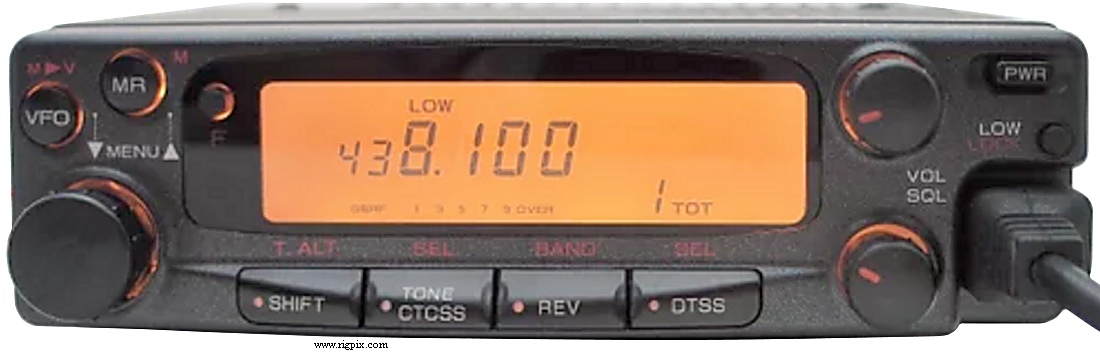 M▶V
MR
M
VFO
▼MENU▲
F
LOW
438.100
1 3 5 7 9 OVER
1 TOT
PWR
LOW
LOCK
VOL
SQL
T. ALT SEL BAND SEL
SHIFT
TONE
CTCSS
REV
DTSS
www.rigpix.com